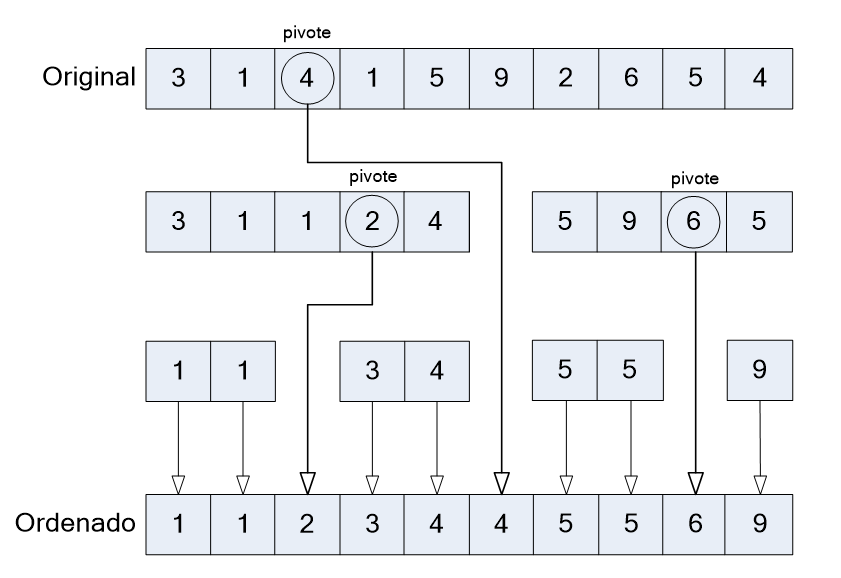 pivote
Original 3 1 4 1 5 9 2 6 5 4
pivote pivote
3 1 1 2 4 5 9 6 5
1 1 3 4 5 5 9
Ordenado 1 1 2 3 4 4 5 5 6 9